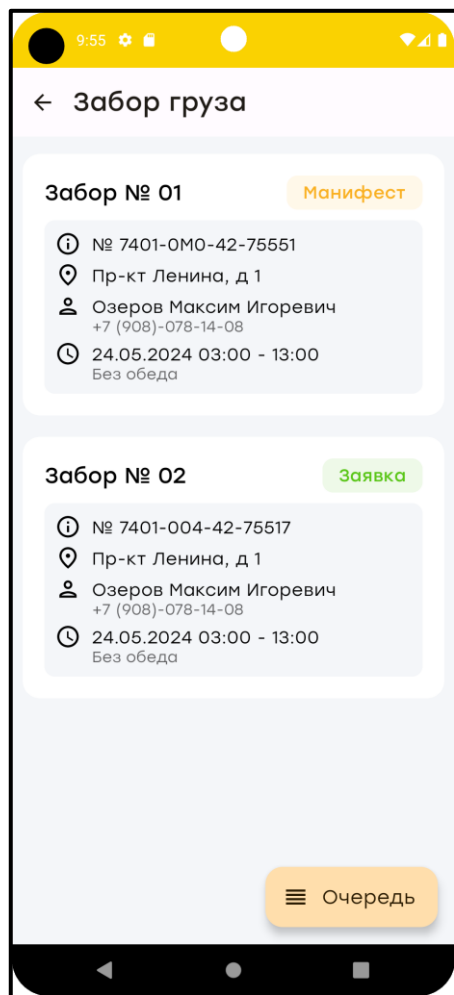 9:55
Забор груза
Забор № 01
Манифест
№ 7401-0М0-42-75551
Пр-кт Ленина, д 1
Озеров Максим Игоревич
+7 (908)-078-14-08
24.05.2024 03:00 - 13:00
Без обеда
Забор № 02
Заявка
№ 7401-004-42-75517
Пр-кт Ленина, д 1
Озеров Максим Игоревич
+7 (908)-078-14-08
24.05.2024 03:00 - 13:00
Без обеда
Очередь